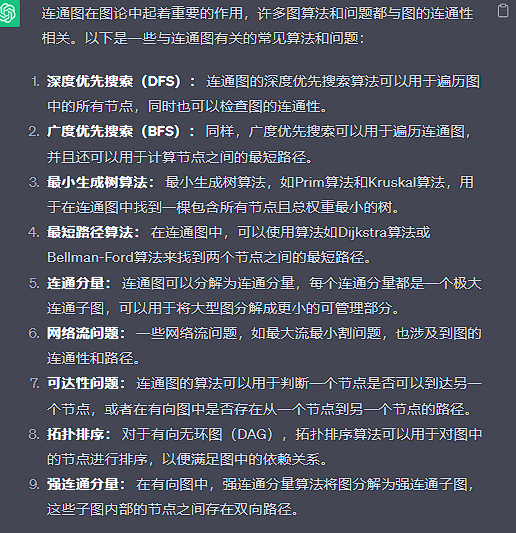 连通图在图论中起着重要的作用，许多图算法和问题都与图的连通性
相关。以下是一些与连通图有关的常见算法和问题：
1. 深度优先搜索（DFS）： 连通图的深度优先搜索算法可以用于遍历图
中的所有节点，同时也可以检查图的连通性。
2. 广度优先搜索（BFS）： 同样，广度优先搜索可以用于遍历连通图，
并且还可以用于计算节点之间的最短路径。
3. 最小生成树算法： 最小生成树算法，如Prim算法和Kruskal算法，用
于在连通图中找到一棵包含所有节点且总权重最小的树。
4. 最短路径算法： 在连通图中，可以使用算法如Dijkstra算法或
Bellman-Ford算法来找到两个节点之间的最短路径。
5. 连通分量： 连通图可以分解为连通分量，每个连通分量都是一个极大
连通子图，可以用于将大型图分解成更小的可管理部分。
6. 网络流问题： 一些网络流问题，如最大流最小割问题，也涉及到图的
连通性和路径。
7. 可达性问题： 连通图的算法可以用于判断一个节点是否可以到达另一
个节点，或者在有向图中是否存在从一个节点到另一个节点的路径。
8. 拓扑排序： 对于有向无环图（DAG），拓扑排序算法可以用于对图中
的节点进行排序，以便满足图中的依赖关系。
9. 强连通分量： 在有向图中，强连通分量算法将图分解为强连通子图，
这些子图内部的节点之间存在双向路径。